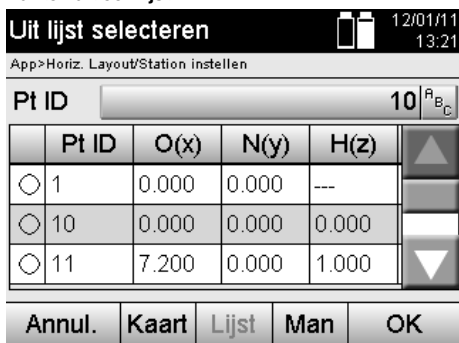 Uit lijst selecteren 12/01/11 13:21
App>Horiz. Layout/Station instellen
Pt ID 10 ABC
Pt ID O(x) N(y) H(z)
1 0.000 0.000 ---
10 0.000 0.000 0.000
11 7.200 0.000 1.000
Annul. Kaart Lijst Man OK